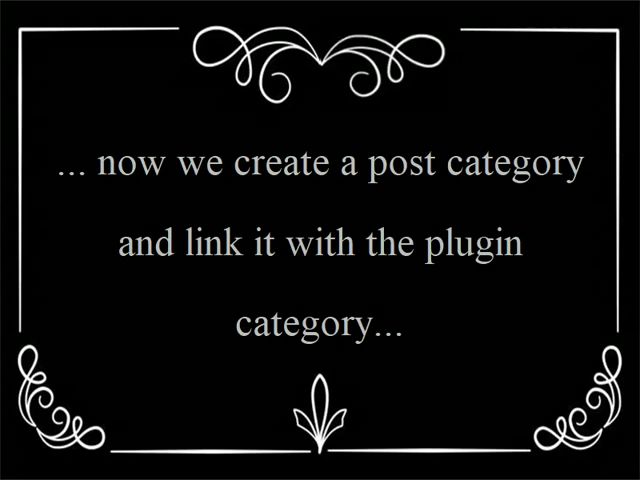 ... now we create a post category
and link it with the plugin
category...